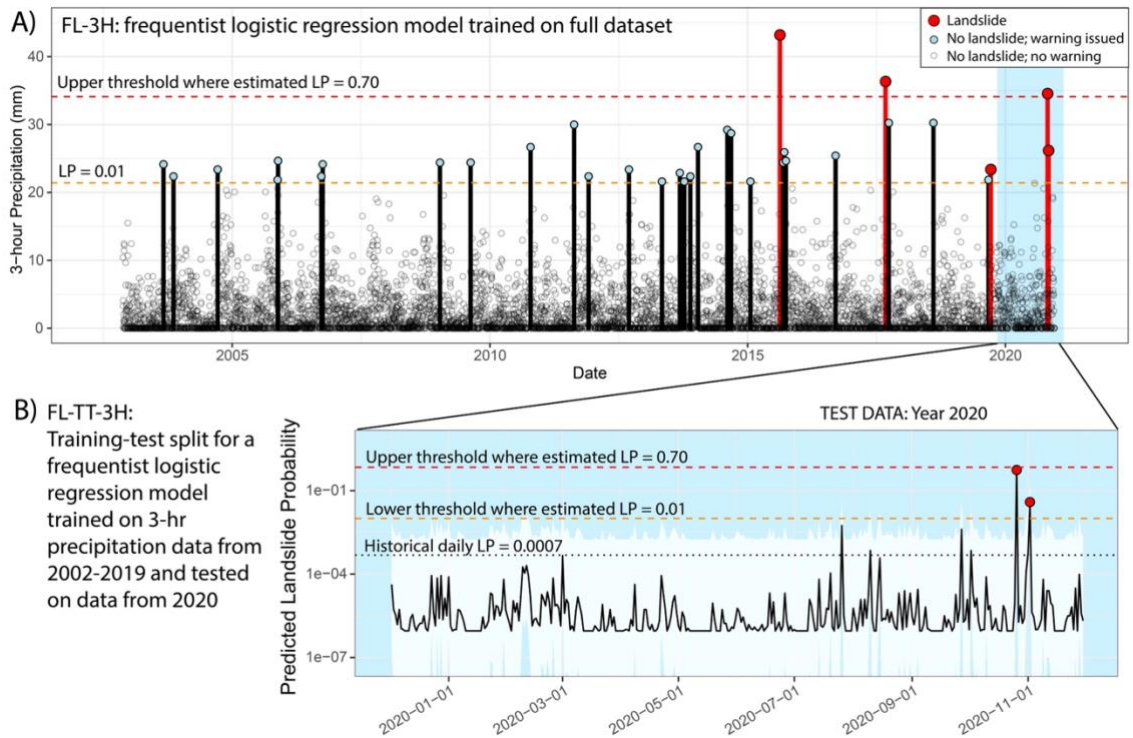 A)
FL-3H: frequentist logistic regression model trained on full dataset
Landslide
No landslide; warning issued
No landslide; no warning
Upper threshold where estimated LP = 0.70
LP = 0.01
3-hour Precipitation (mm)
40
30
20
10
0
2005
2010
2015
2020
Date
B)
FL-TT-3H:
Training-test split for a
frequentist logistic
regression model
trained on 3-hr
precipitation data from
2002-2019 and tested
on data from 2020
TEST DATA: Year 2020
Predicted Landslide Probability
Upper threshold where estimated LP = 0.70
1e-01
Lower threshold where estimated LP = 0.01
Historical daily LP = 0.0007
1e-04
1e-07
2020-01-01
2020-03-01
2020-05-01
2020-07-01
2020-09-01
2020-11-01